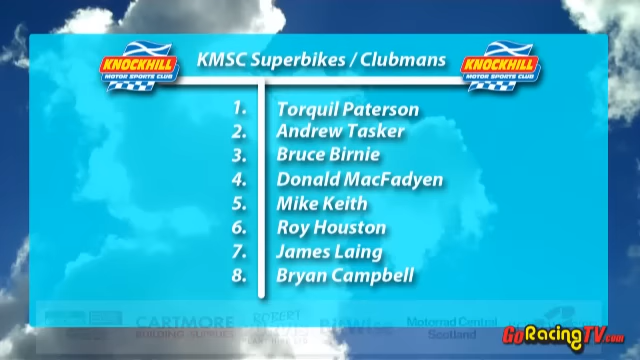 KNOCKHILL
MOTOR SPORTS CLUB
KMSC Superbikes / Clubmans
KNOCKHILL
MOTOR SPORTS CLUB
1. Torquil Paterson
2. Andrew Tasker
3. Bruce Birnie
4. Donald MacFadyen
5. Mike Keith
6. Roy Houston
7. James Laing
8. Bryan Campbell
CARTMORE
Motorrad Central
Scotland
GoRacingTV.com